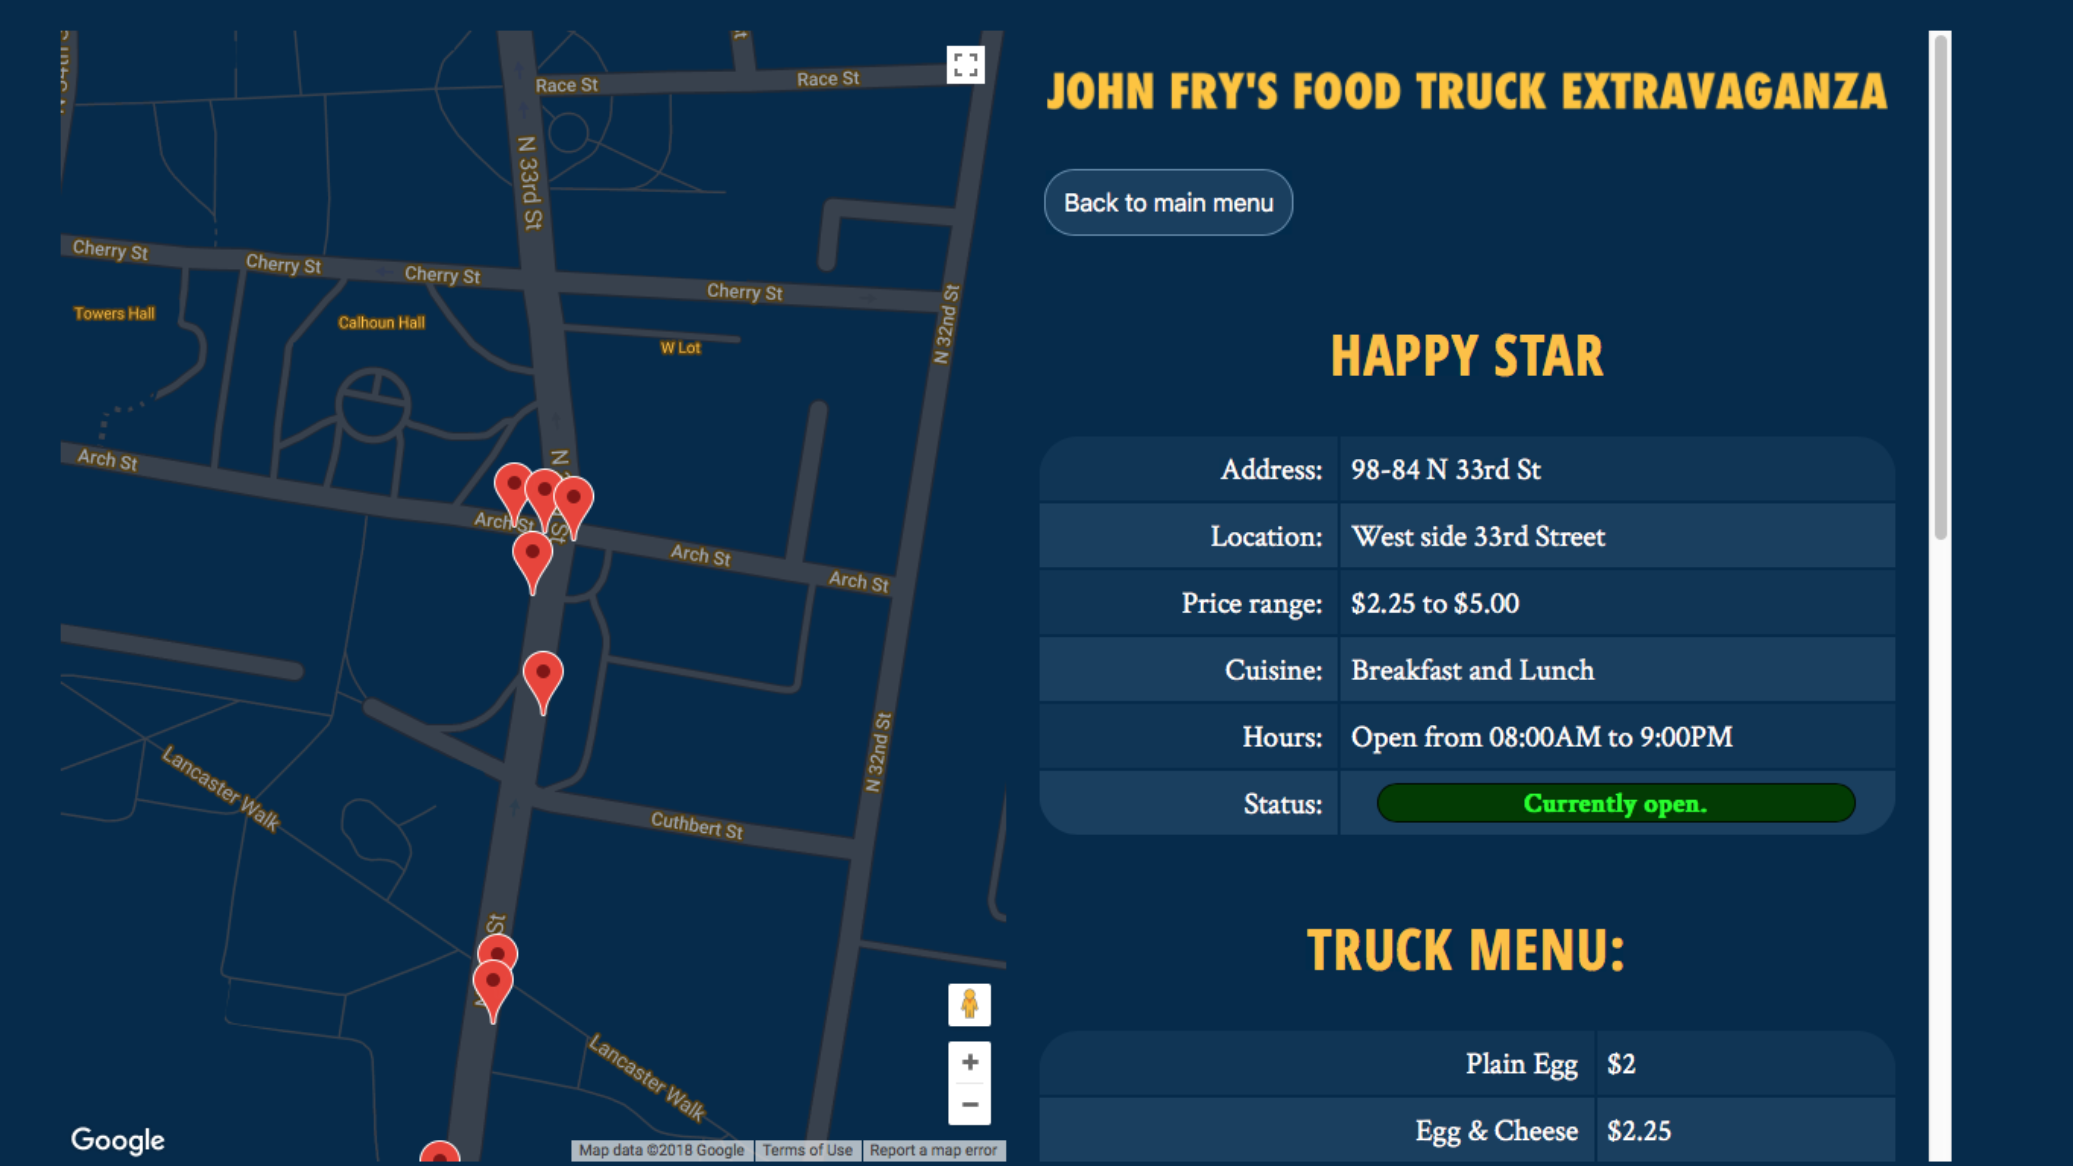 Race St
Race St
N 33rd St
Cherry St
Cherry St
Cherry St
Cherry St
N 32nd St
Towers Hall
Calhoun Hall
W Lot
Arch St
Arch St
Arch St
Arch St
N 32nd St
Lancaster Walk
Cuthbert St
St
Lancaster Walk
Google
Map data ©2018 Google
Terms of Use
Report a map error
JOHN FRY'S FOOD TRUCK EXTRAVAGANZA
Back to main menu
HAPPY STAR
Address: 98-84 N 33rd St
Location: West side 33rd Street
Price range: $2.25 to $5.00
Cuisine: Breakfast and Lunch
Hours: Open from 08:00AM to 9:00PM
Status: Currently open.
TRUCK MENU:
Plain Egg $2
Egg & Cheese $2.25